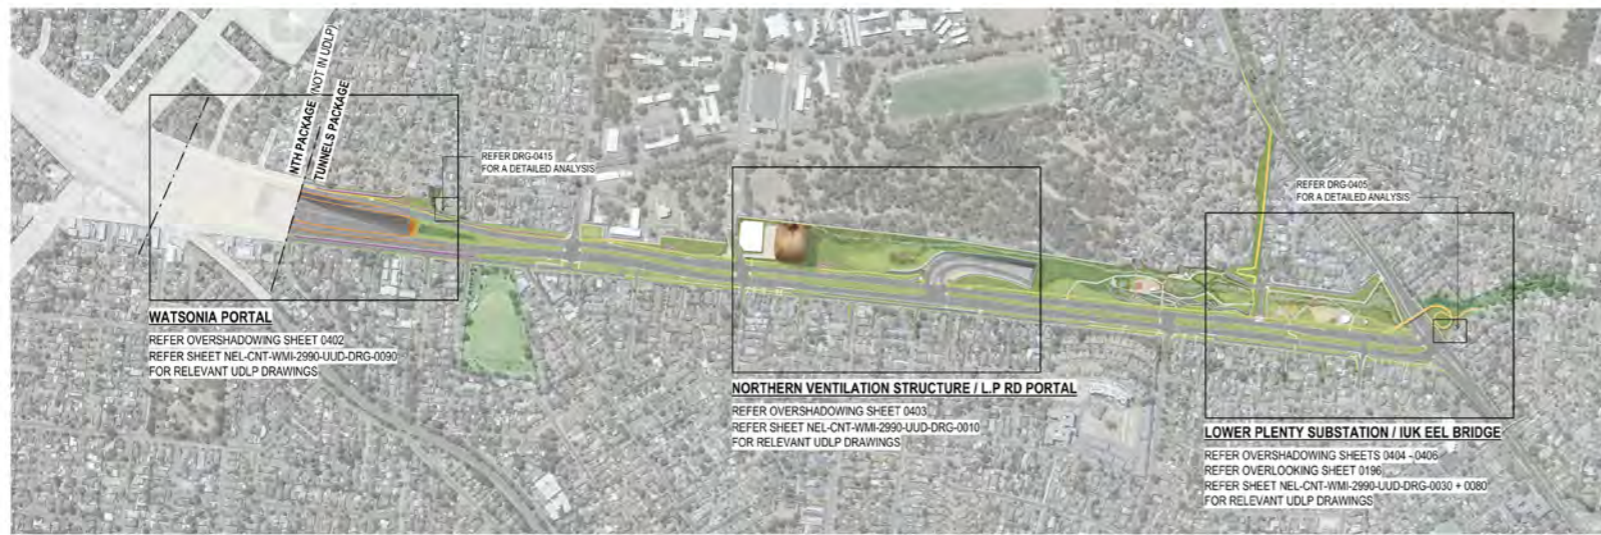 NTH PACKAGE (NOT IN UDLP)
TUNNELS PACKAGE
REFER DRG-0415
FOR A DETAILED ANALYSIS
WATSONIA PORTAL
REFER OVERSHADOWING SHEET 0402
REFER SHEET NEL-CNT-WMI-2990-UUD-DRG-0090
FOR RELEVANT UDLP DRAWINGS
NORTHERN VENTILATION STRUCTURE / L.P RD PORTAL
REFER OVERSHADOWING SHEET 0403
REFER SHEET NEL-CNT-WMI-2990-UUD-DRG-0010
FOR RELEVANT UDLP DRAWINGS
REFER DRG-0405
FOR A DETAILED ANALYSIS
LOWER PLENTY SUBSTATION / IUK EEL BRIDGE
REFER OVERSHADOWING SHEETS 0404 - 0406
REFER OVERLOOKING SHEET 0196
REFER SHEET NEL-CNT-WMI-2990-UUD-DRG-0030 + 0080
FOR RELEVANT UDLP DRAWINGS